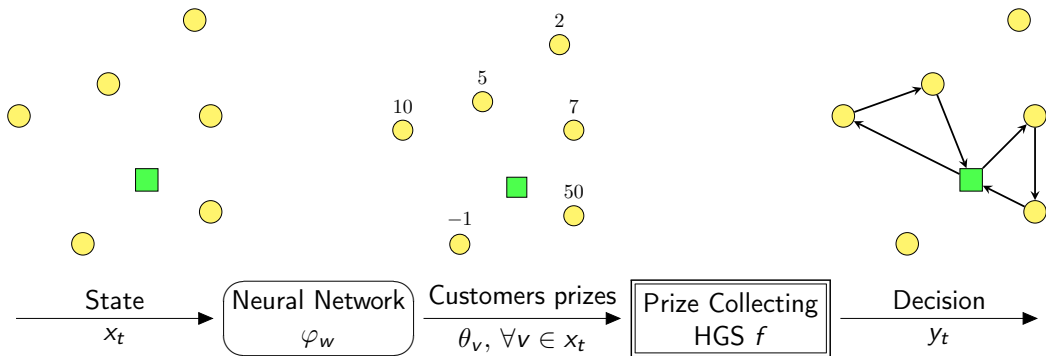 2
5
10
7
50
−1
State
x_t
Neural Network
φ_w
Customers prizes
θ_v, ∀v ∈ x_t
Prize Collecting
HGS f
Decision
y_t